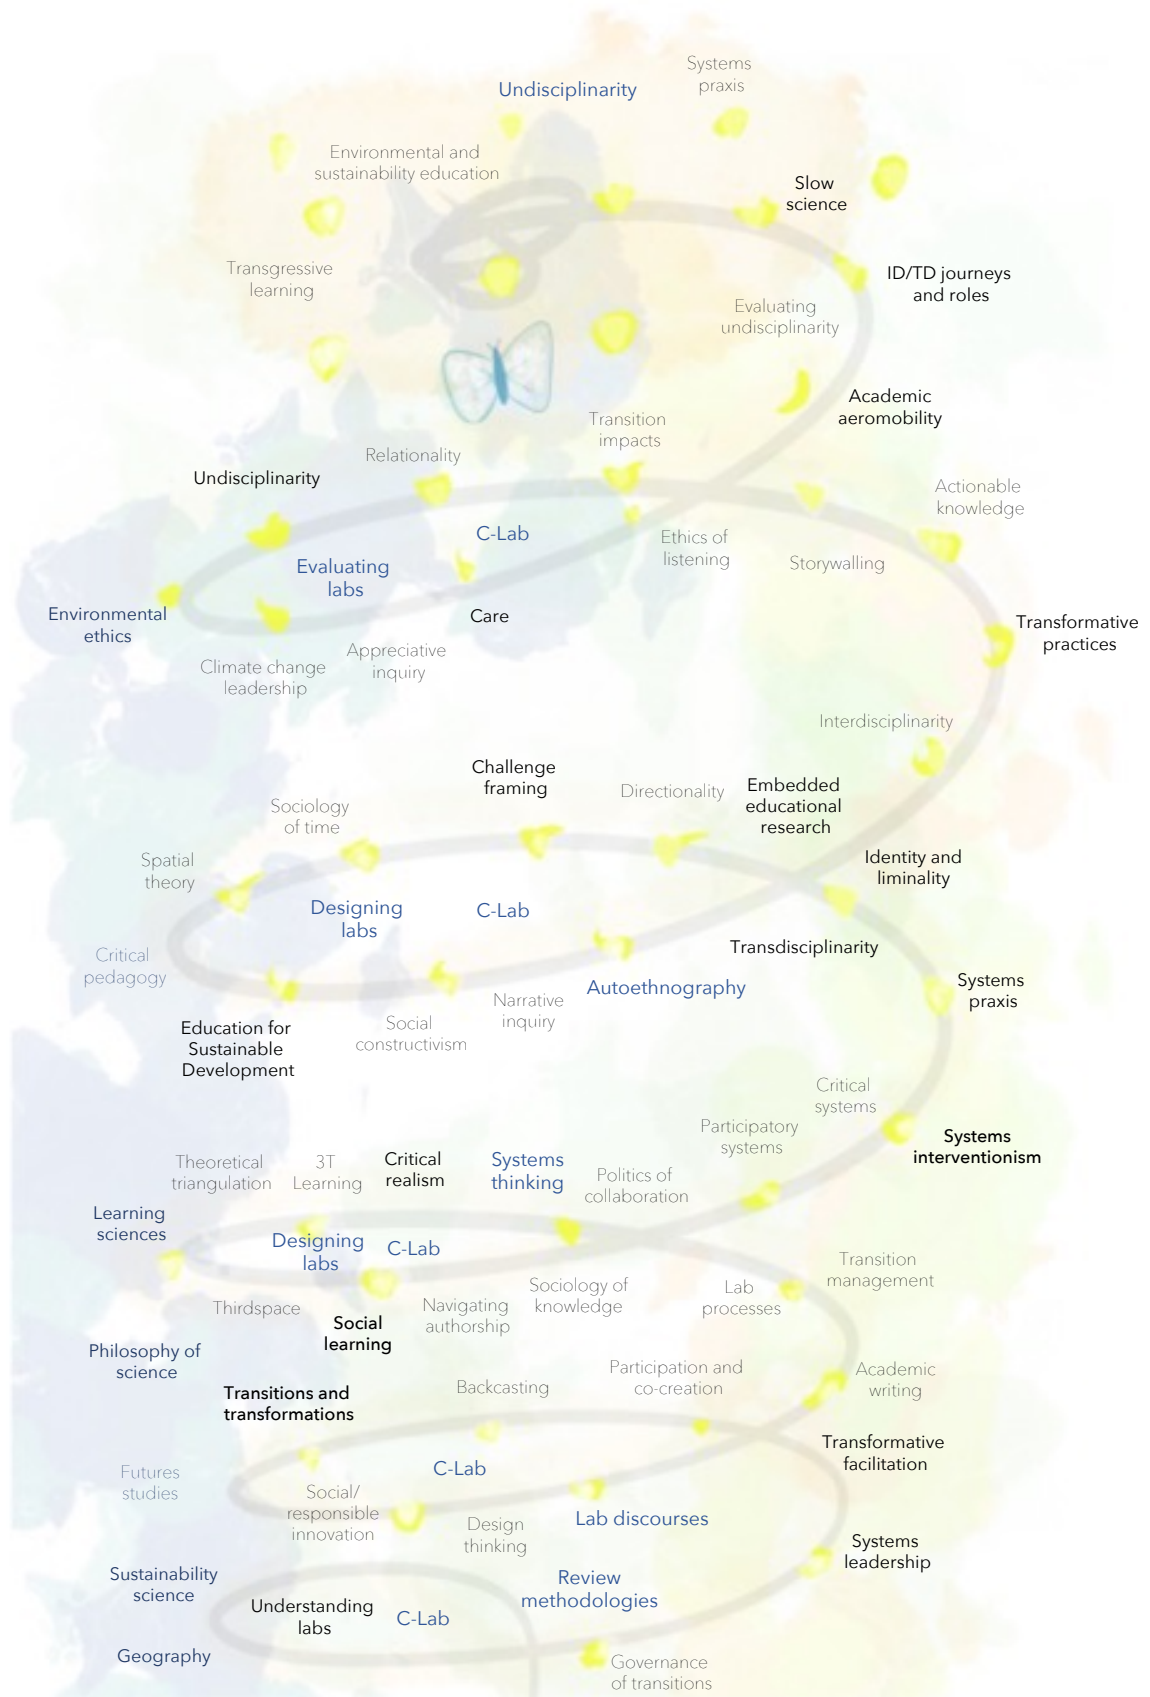 Systems
praxis
Undisciplinarity
Environmental and
sustainability education
Slow
science
Transgressive
learning
ID/TD journeys
and roles
Evaluating
undisciplinarity
Academic
aeromobility
Transition
impacts
Relationality
Undisciplinarity
Actionable
knowledge
C-Lab
Ethics of
listening
Storywalling
Evaluating
labs
Environmental
ethics
Care
Transformative
practices
Appreciative
inquiry
Climate change
leadership
Interdisciplinarity
Challenge
framing
Directionality
Embedded
educational
research
Sociology
of time
Spatial
theory
Identity and
liminality
Designing
labs
C-Lab
Transdisciplinarity
Critical
pedagogy
Autoethnography
Systems
praxis
Narrative
inquiry
Education for
Sustainable
Development
Social
constructivism
Critical
systems
Participatory
systems
Systems
interventionism
Theoretical
triangulation
3T
Learning
Critical
realism
Systems
thinking
Politics of
collaboration
Learning
sciences
Designing
labs
C-Lab
Transition
management
Thirdspace
Social
learning
Navigating
authorship
Sociology of
knowledge
Lab
processes
Philosophy of
science
Participation and
co-creation
Academic
writing
Transitions and
transformations
Backcasting
Transformative
facilitation
C-Lab
Futures
studies
Social/
responsible
innovation
Design
thinking
Lab discourses
Systems
leadership
Sustainability
science
Review
methodologies
Understanding
labs
C-Lab
Geography
Governance
of transitions